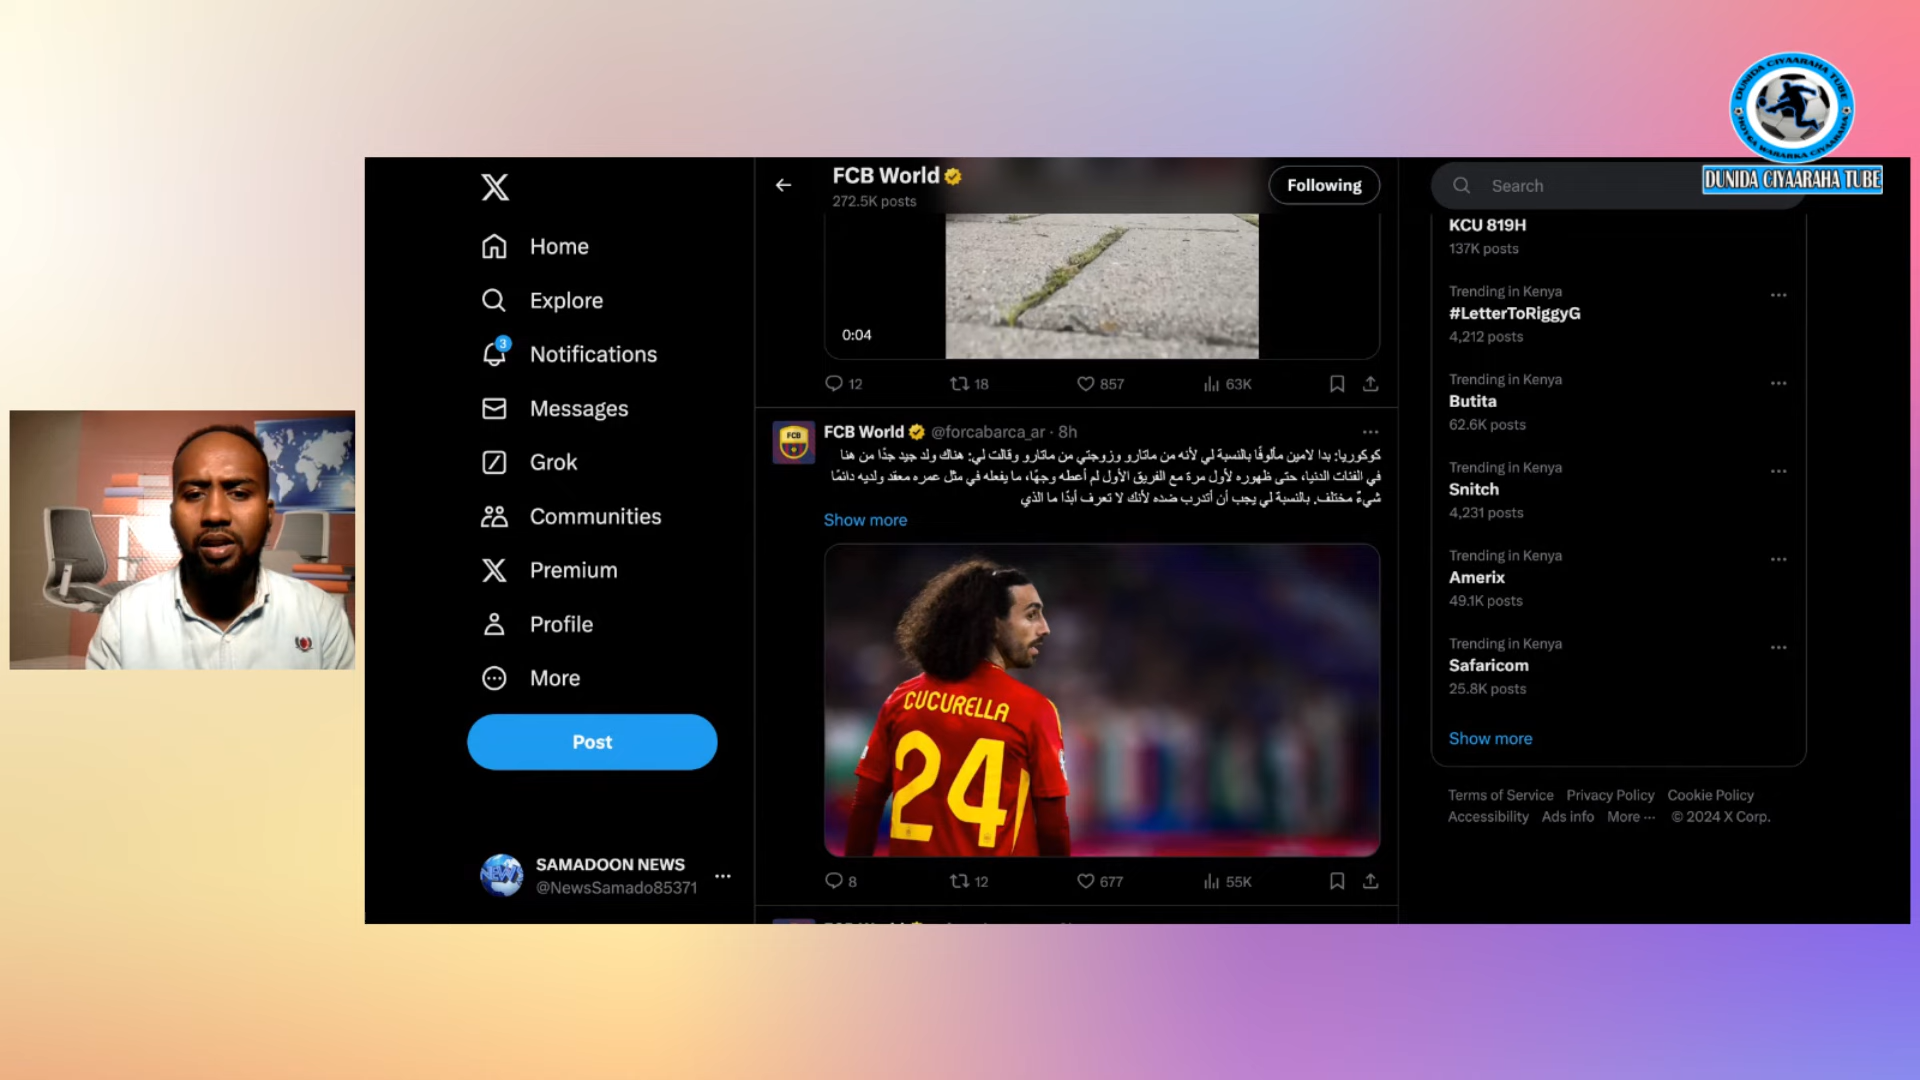 DUNIDA CIYAARAHA TUBE
DUNIDA CIYAARAHA TUBE
Home
Explore
3
Notifications
Messages
Grok
Communities
Premium
Profile
More
Post
SAMADOON NEWS
@NewsSamado85371
FCB World
272.5K posts
Following
0:04
12
18
857
63K
FCB
FCB World @forcabarca_ar · 8h
كوكوريا: بدا لامين مألوفًا بالنسبة لي لأنه من ماتارو وزوجتي من ماتارو وقالت لي: هناك ولد جيد جدًا من هنا
في الفئات الدنيا، حتى ظهوره لأول مرة مع الفريق الأول لم أعطه وجهًا، ما يفعله في مثل عمره معقد ولديه دائمًا
شيءٌ مختلف. بالنسبة لي يجب أن أتدرب ضده لأنك لا تعرف أبدًا ما الذي
Show more
CUCURELLA
24
8
12
677
55K
Search
KCU 819H
137K posts
Trending in Kenya
#LetterToRiggyG
4,212 posts
Trending in Kenya
Butita
62.6K posts
Trending in Kenya
Snitch
4,231 posts
Trending in Kenya
Amerix
49.1K posts
Trending in Kenya
Safaricom
25.8K posts
Show more
Terms of Service Privacy Policy Cookie Policy
Accessibility Ads info More ··· © 2024 X Corp.